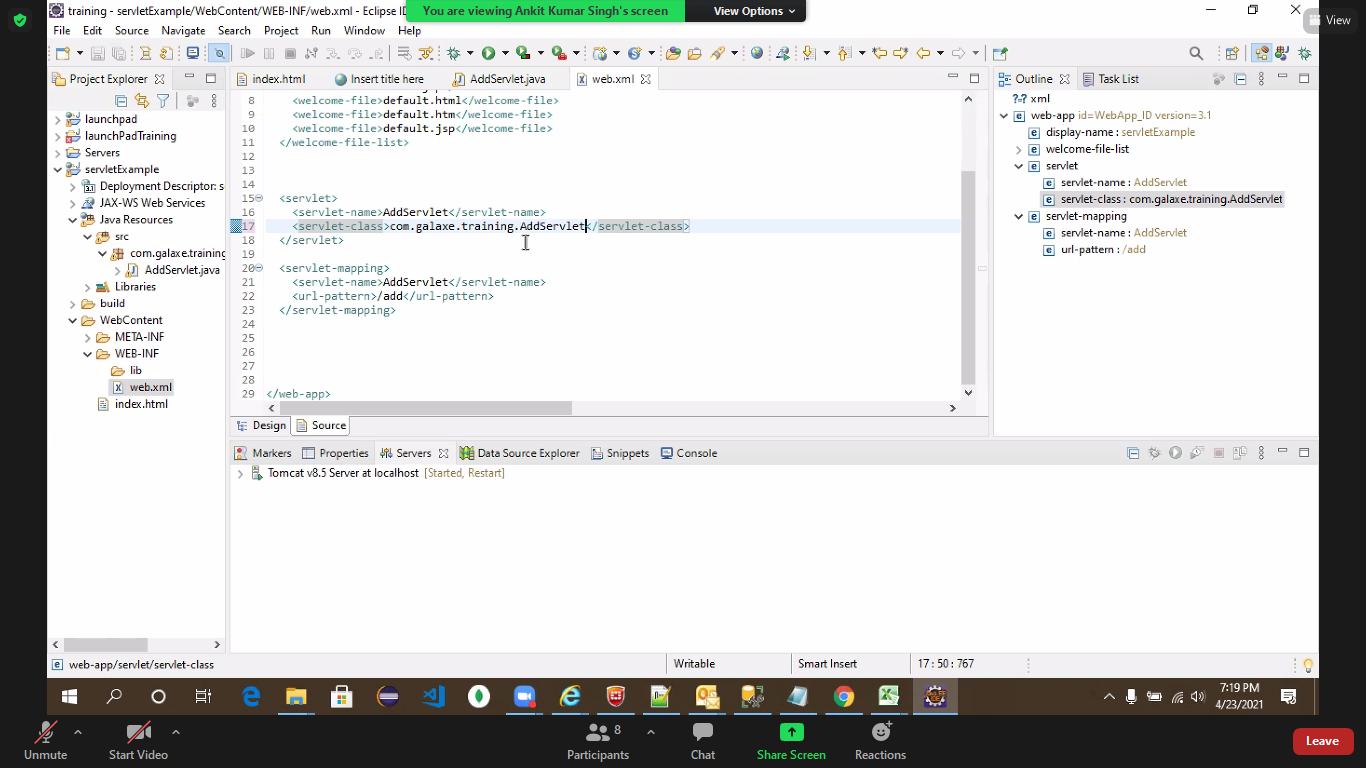 training - servletExample/WebContent/WEB-INF/web.xml - Eclipse ID
You are viewing Ankit Kumar Singh's screen
View Options
View
File Edit Source Navigate Search Project Run Window Help
Project Explorer
launchpad
launchPadTraining
Servers
servletExample
Deployment Descriptor: s
JAX-WS Web Services
Java Resources
src
com.galaxe.training
AddServlet.java
Libraries
build
WebContent
META-INF
WEB-INF
lib
web.xml
index.html
index.html Insert title here AddServlet.java web.xml
8 <welcome-file>default.html</welcome-file>
9 <welcome-file>default.htm</welcome-file>
10 <welcome-file>default.jsp</welcome-file>
11 </welcome-file-list>
12
13
14
15 <servlet>
16 <servlet-name>AddServlet</servlet-name>
17 <servlet-class>com.galaxe.training.AddServlet</servlet-class>
18 </servlet>
19
20 <servlet-mapping>
21 <servlet-name>AddServlet</servlet-name>
22 <url-pattern>/add</url-pattern>
23 </servlet-mapping>
24
25
26
27
28
29 </web-app>
Design Source
Outline Task List
?-? xml
web-app id=WebApp_ID version=3.1
display-name : servletExample
welcome-file-list
servlet
servlet-name : AddServlet
servlet-class : com.galaxe.training.AddServlet
servlet-mapping
servlet-name : AddServlet
url-pattern : /add
Markers Properties Servers Data Source Explorer Snippets Console
Tomcat v8.5 Server at localhost [Started, Restart]
web-app/servlet/servlet-class Writable Smart Insert 17 : 50 : 767
7:19 PM
4/23/2021
Unmute Start Video Participants 8 Chat Share Screen Reactions Leave